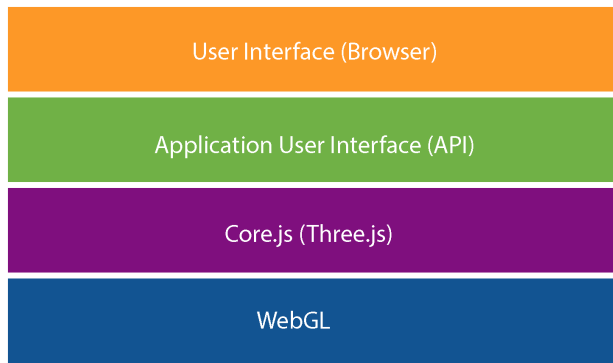 User Interface (Browser)
Application User Interface (API)
Core.js (Three.js)
WebGL